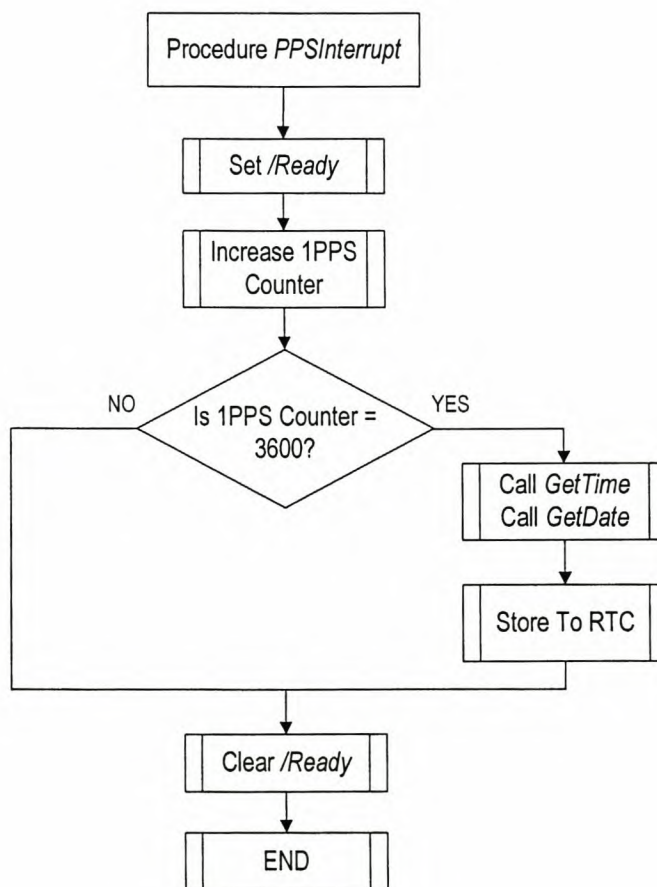 Procedure PPSInterrupt
Set /Ready
Increase 1PPS
Counter
NO
YES
Is 1PPS Counter =
3600?
Call GetTime
Call GetDate
Store To RTC
Clear /Ready
END